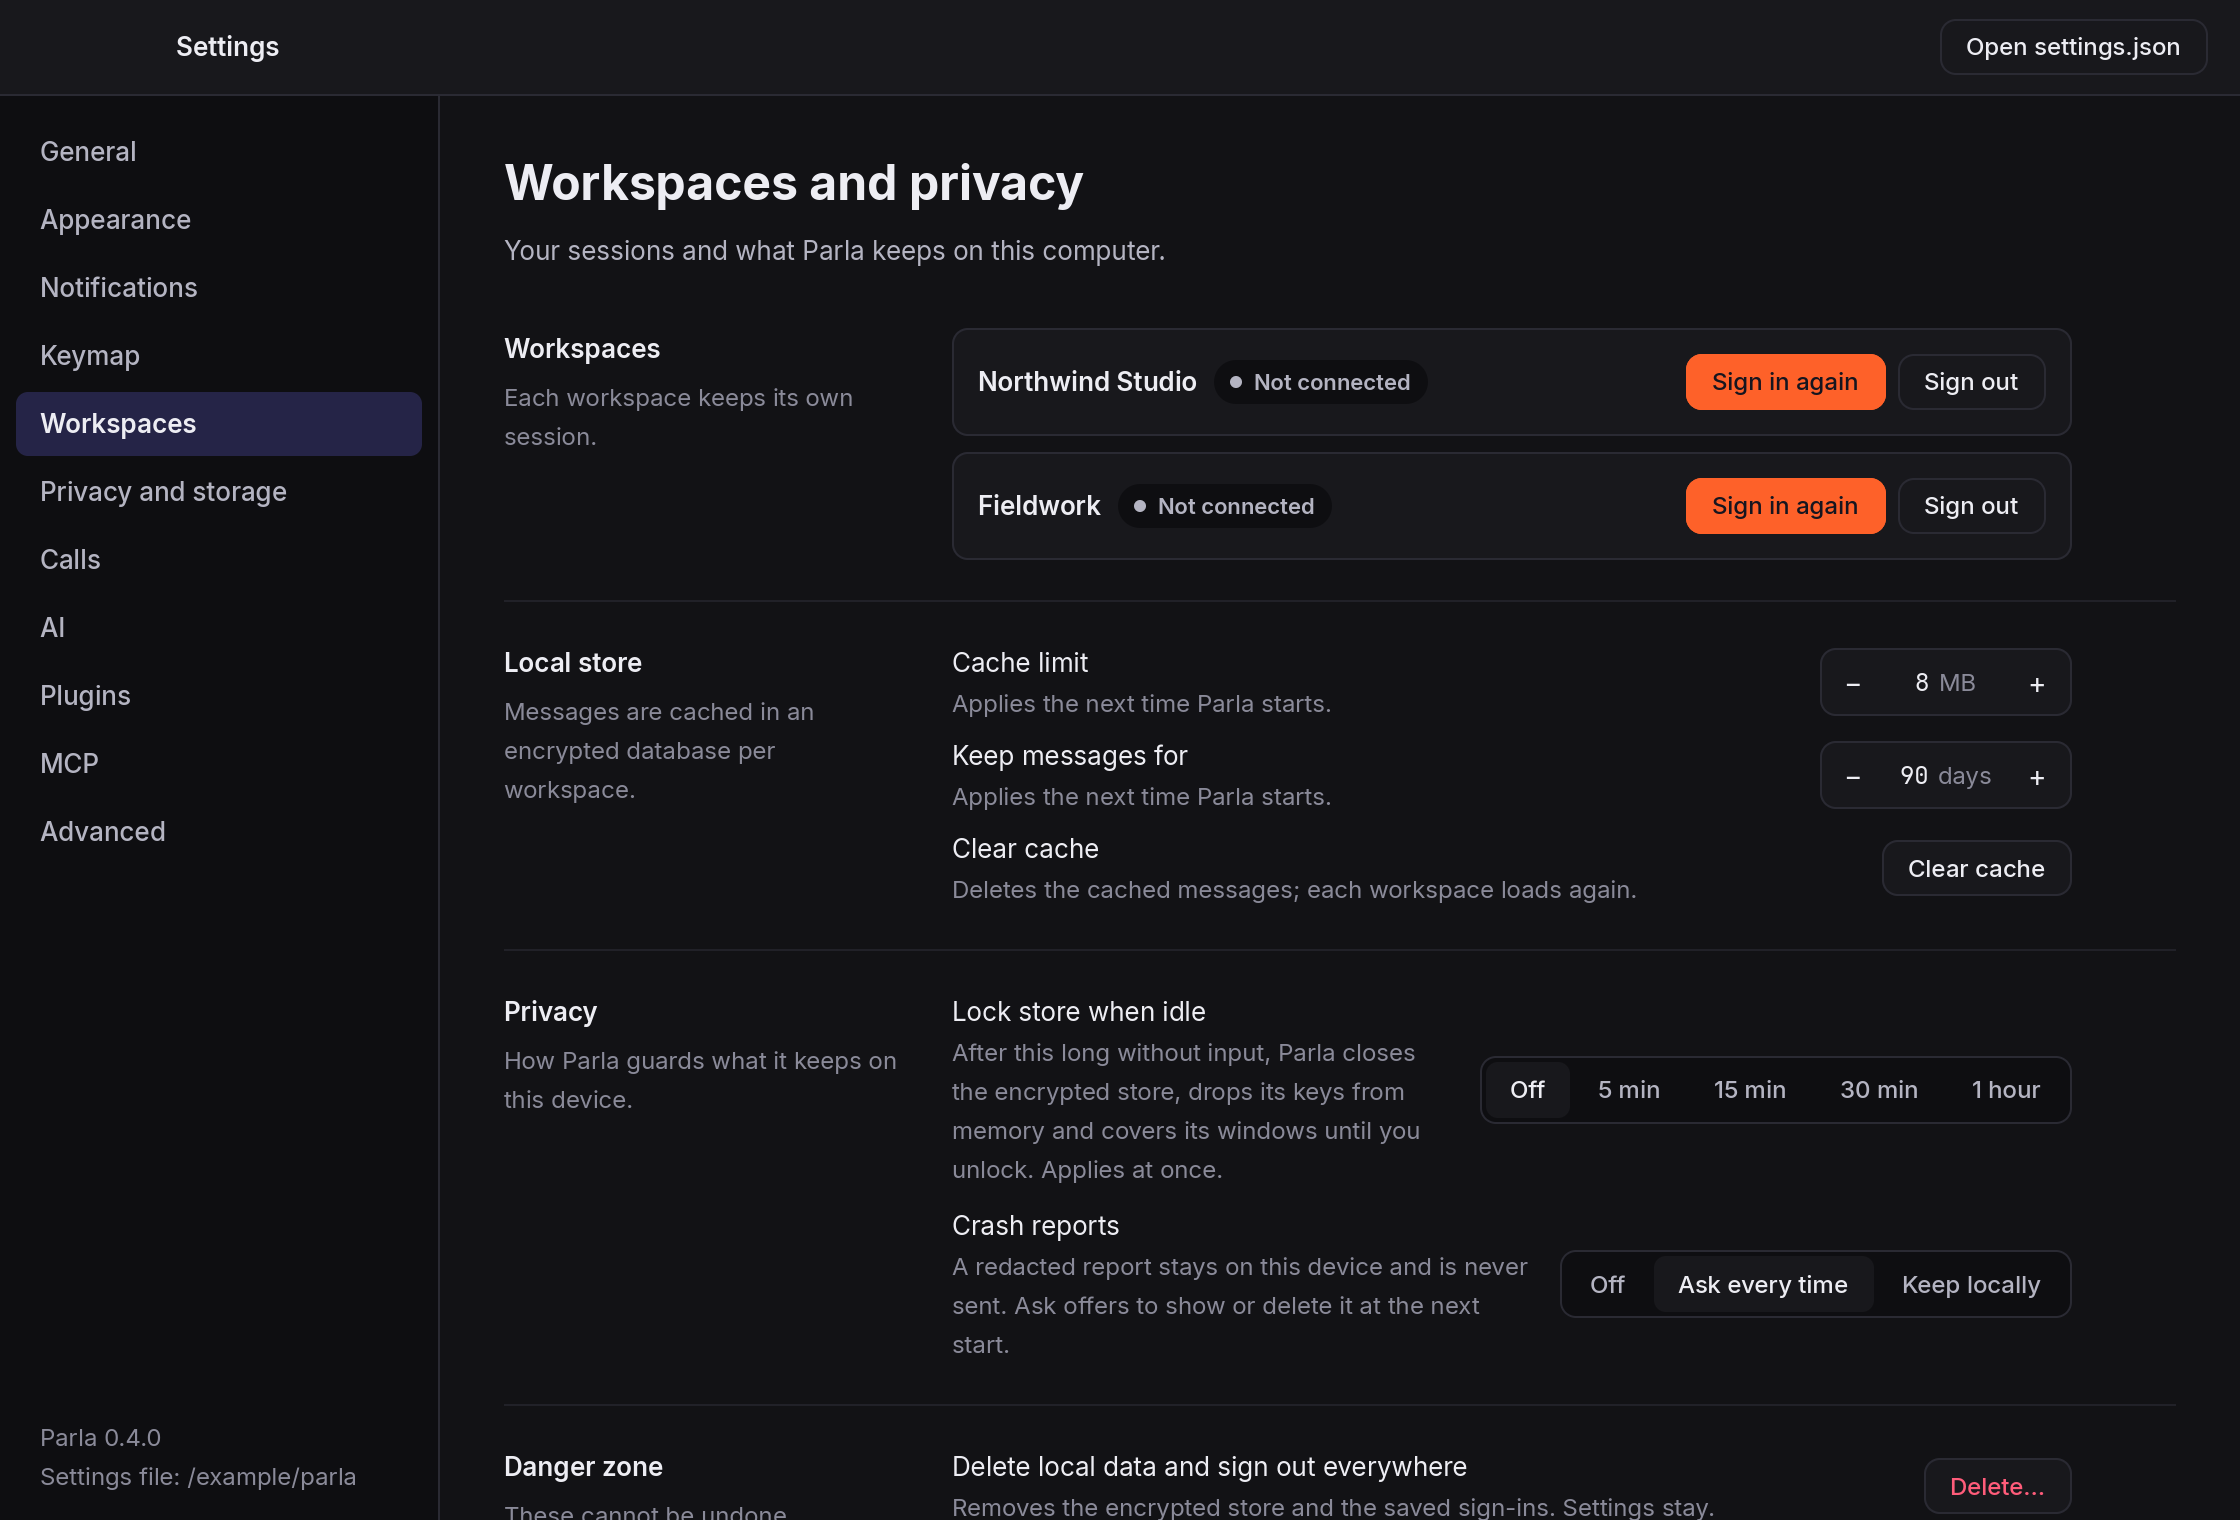 Settings
Open settings.json
General
Appearance
Notifications
Keymap
Workspaces
Privacy and storage
Calls
AI
Plugins
MCP
Advanced
Parla 0.4.0
Settings file: /example/parla
Workspaces and privacy
Your sessions and what Parla keeps on this computer.
Workspaces
Each workspace keeps its own
session.
Northwind Studio
Not connected
Sign in again
Sign out
Fieldwork
Not connected
Sign in again
Sign out
Local store
Messages are cached in an
encrypted database per
workspace.
Cache limit
Applies the next time Parla starts.
− 8 MB +
Keep messages for
Applies the next time Parla starts.
− 90 days +
Clear cache
Deletes the cached messages; each workspace loads again.
Clear cache
Privacy
How Parla guards what it keeps on
this device.
Lock store when idle
After this long without input, Parla closes
the encrypted store, drops its keys from
memory and covers its windows until you
unlock. Applies at once.
Off 5 min 15 min 30 min 1 hour
Crash reports
A redacted report stays on this device and is never
sent. Ask offers to show or delete it at the next
start.
Off Ask every time Keep locally
Danger zone
These cannot be undone
Delete local data and sign out everywhere
Removes the encrypted store and the saved sign-ins. Settings stay.
Delete...